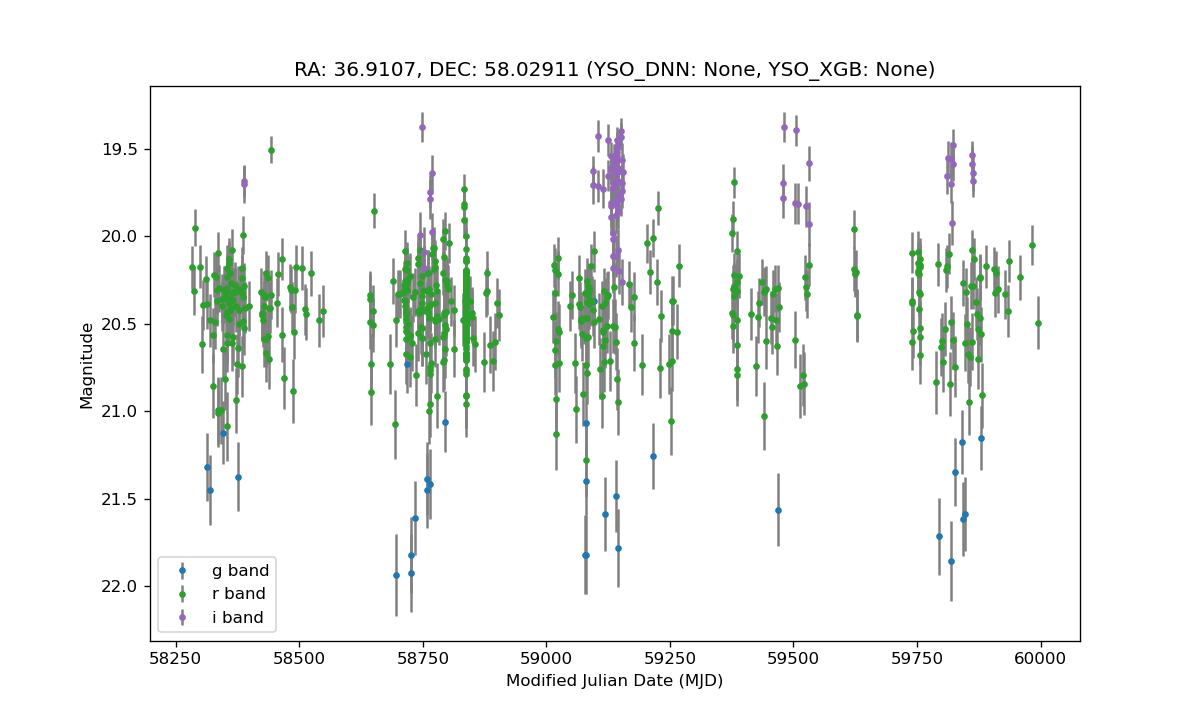 RA: 36.9107, DEC: 58.02911 (YSO_DNN: None, YSO_XGB: None)
Magnitude
19.5
20.0
20.5
21.0
21.5
22.0
g band
r band
i band
58250 58500 58750 59000 59250 59500 59750 60000
Modified Julian Date (MJD)